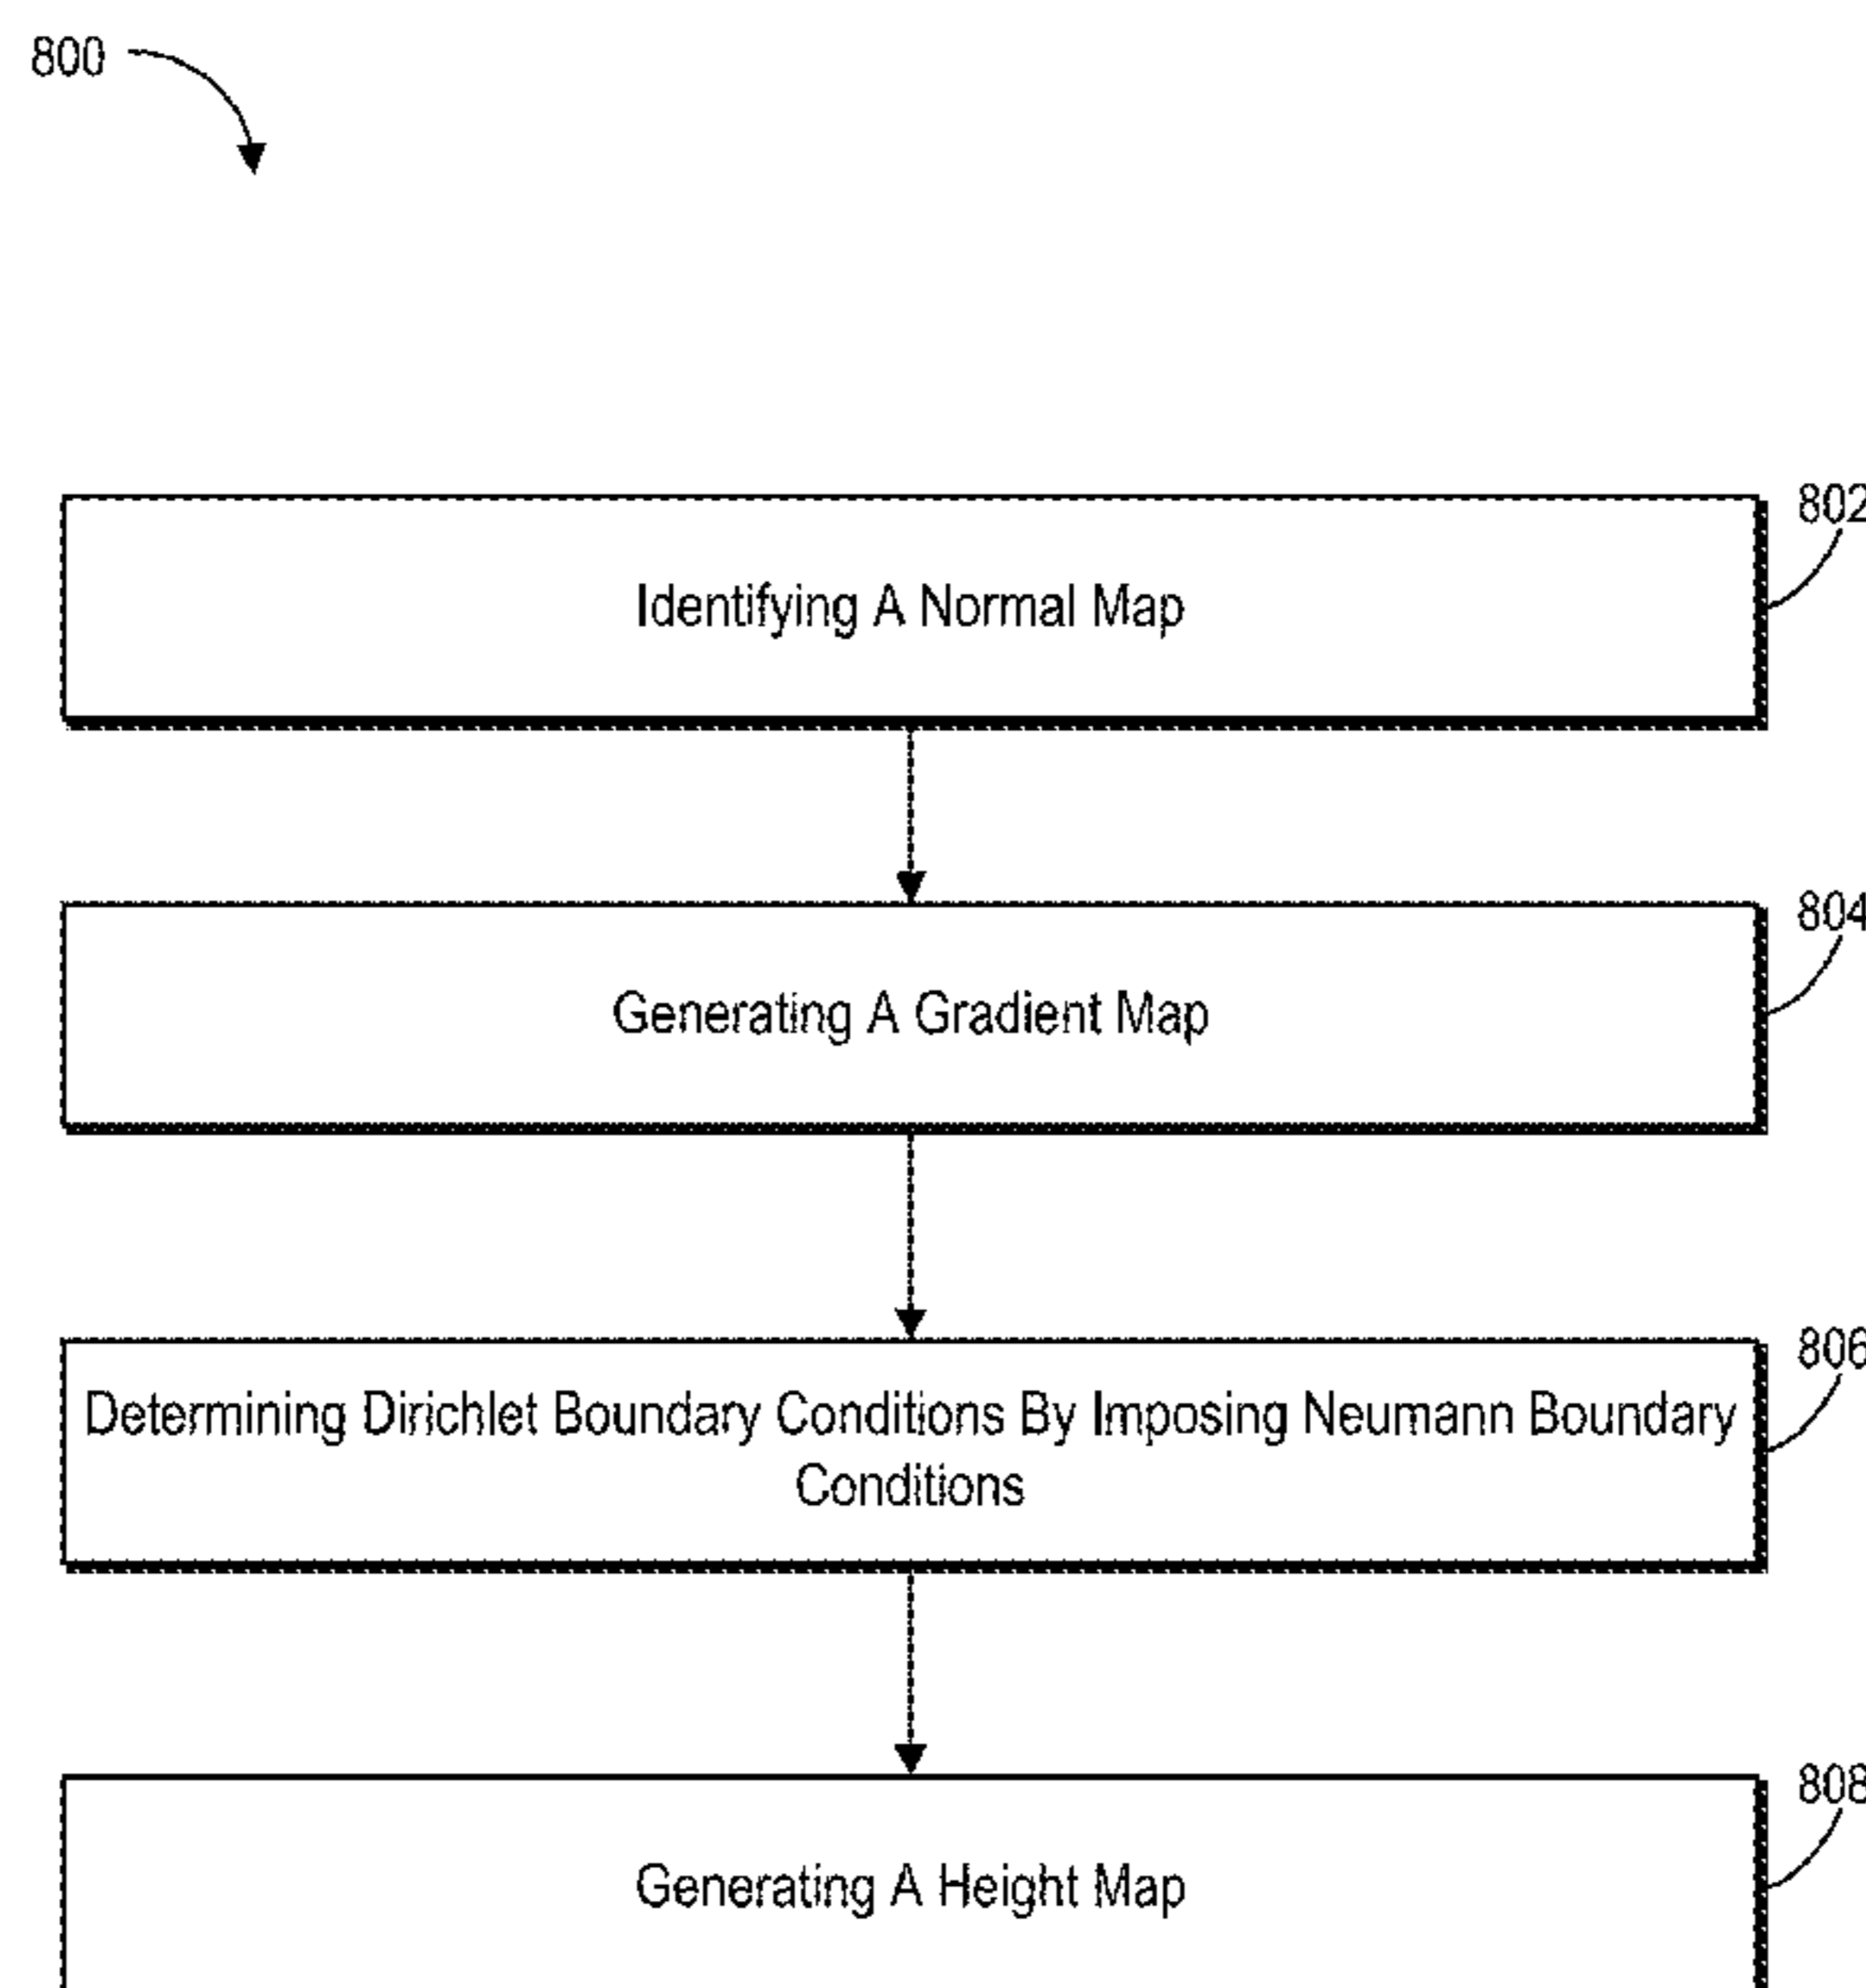 800
802
Identifying A Normal Map
804
Generating A Gradient Map
806
Determining Dirichlet Boundary Conditions By Imposing Neumann Boundary
Conditions
808
Generating A Height Map